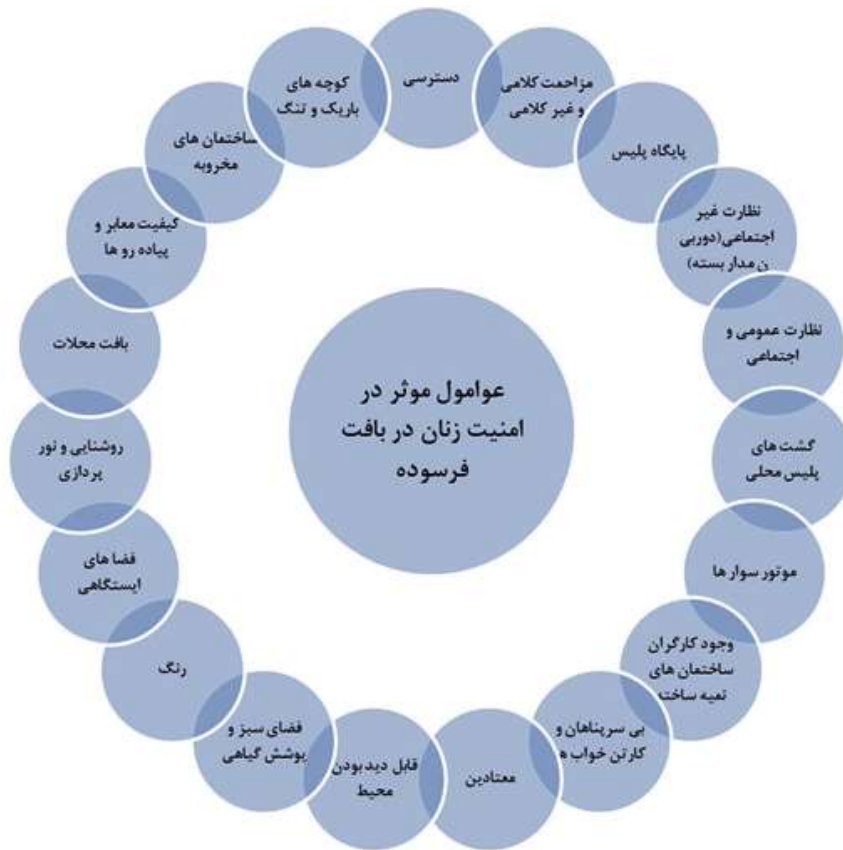 عوامول موثر در
امنیت زنان در بافت
فرسوده
دسترسی
مزاحمت کلامی
و غیر کلامی
پایگاه پلیس
نظارت غیر
اجتماعی(دوربی
ن مدار بسته)
نظارت عمومی و
اجتماعی
گشت های
پلیس محلی
موتور سوار ها
وجود کارگران
ساختمان های
نمیه ساخته
بی سرپناهان و
کارتن خواب ه
معتادین
قابل دید بودن
محیط
فضای سبز و
پوشش گیاهی
رنگ
فضا های
ایستگاهی
روشنایی و نور
پردازی
بافت محلات
کیفیت معابر و
پیاده رو ها
ساختمان های
مخروبه
کوچه های
باریک و تنگ